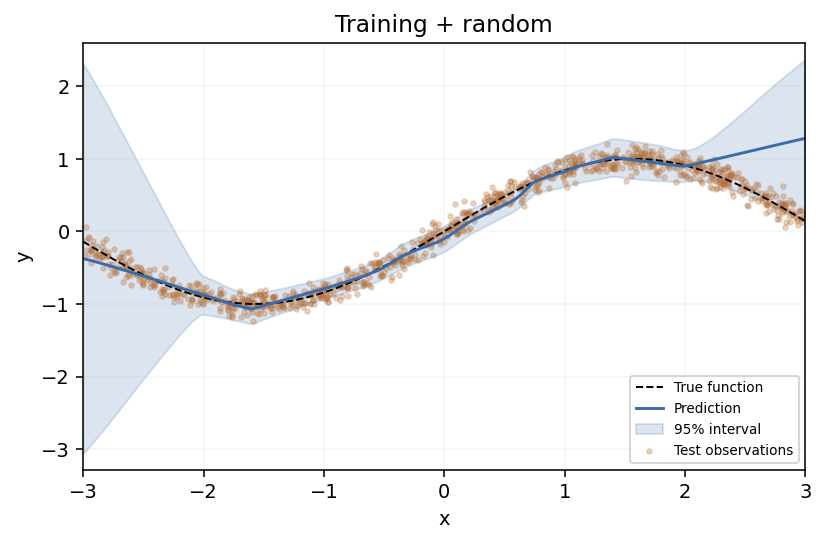 Training + random
2
1
0
−1
−2
−3
y
−3 −2 −1 0 1 2 3
x
True function
Prediction
95% interval
Test observations